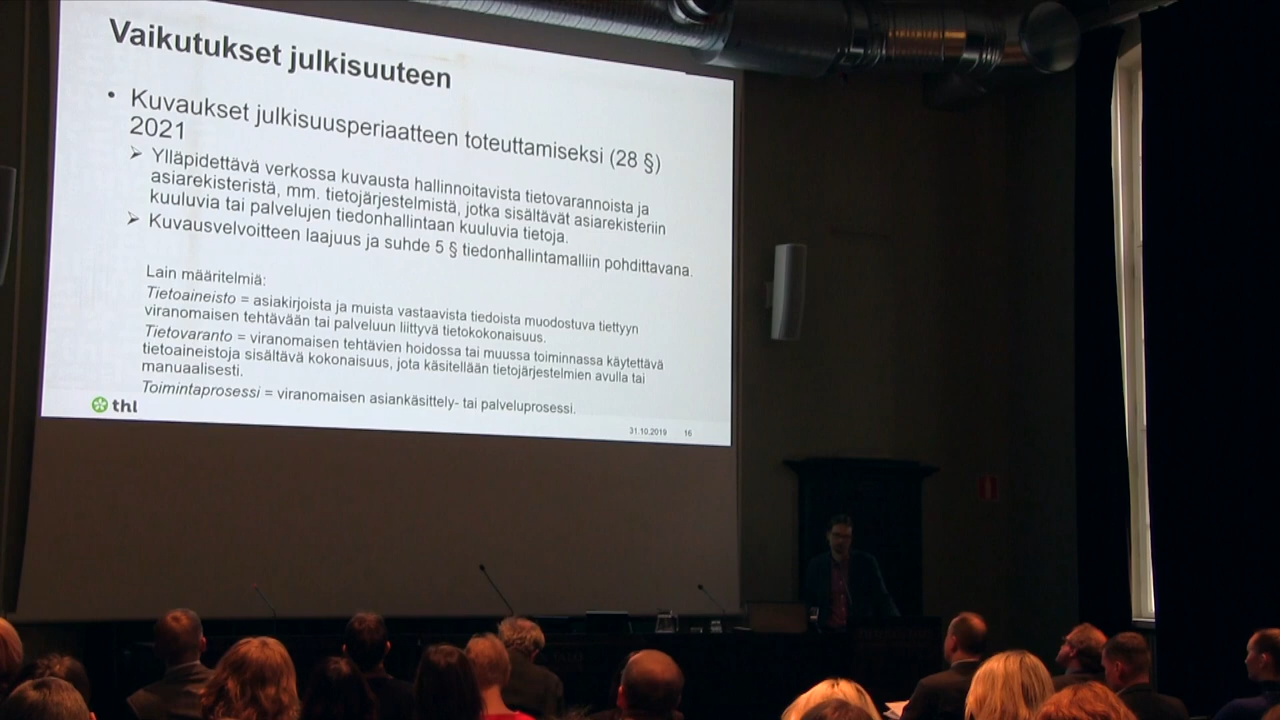 Vaikutukset julkisuuteen
• Kuvaukset julkisuusperiaatteen toteuttamiseksi (28 §)
2021
➢ Ylläpidettävä verkossa kuvausta hallinnoitavista tietovarannoista ja
asiarekisteristä, mm. tietojärjestelmistä, jotka sisältävät asiarekisteriin
kuuluvia tai palvelujen tiedonhallintaan kuuluvia tietoja.
➢ Kuvausvelvoitteen laajuus ja suhde 5 § tiedonhallintamalliin pohdittavana.
Lain määritelmiä:
Tietoaineisto = asiakirjoista ja muista vastaavista tiedoista muodostuva tiettyyn
viranomaisen tehtävään tai palveluun liittyvä tietokokonaisuus.
Tietovaranto = viranomaisen tehtävien hoidossa tai muussa toiminnassa käytettävä
tietoaineistoja sisältävä kokonaisuus, jota käsitellään tietojärjestelmien avulla tai
manuaalisesti.
Toimintaprosessi = viranomaisen asiankäsittely- tai palveluprosessi.
thl
31.10.2019 16